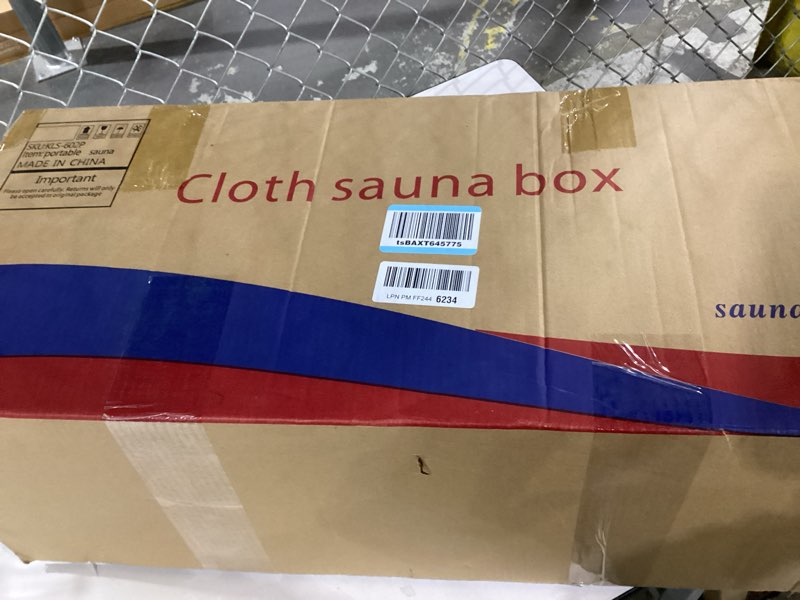 SKU:KLS-602P
Item:portable sauna
MADE IN CHINA
Important
Please open carefully. Returns will only
be accepted in original package
Cloth sauna box
tsBAXT645775
LPN PM FF244 6234
sauna